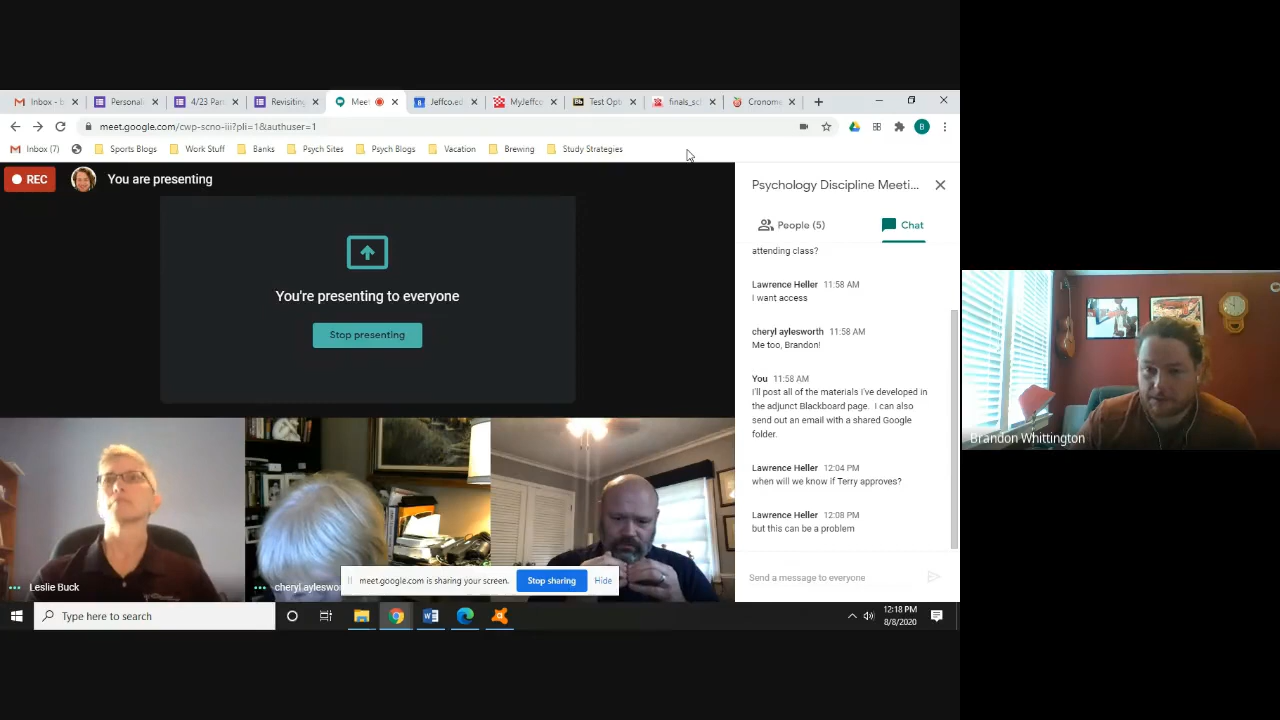 Inbox - b
Personali
4/23 Par
Revisiting
Meet
Jeffco.ed
MyJeffco
Test Opti
finals_sch
Cronome
meet.google.com/cwp-scno-iii?pli=1&authuser=1
Inbox (7)
Sports Blogs
Work Stuff
Banks
Psych Sites
Psych Blogs
Vacation
Brewing
Study Strategies
REC
You are presenting
You're presenting to everyone
Stop presenting
Psychology Discipline Meeti...
People (5)
Chat
attending class?
Lawrence Heller 11:58 AM
I want access
cheryl aylesworth 11:58 AM
Me too, Brandon!
You 11:58 AM
I'll post all of the materials I've developed in
the adjunct Blackboard page. I can also
send out an email with a shared Google
folder.
Lawrence Heller 12:04 PM
when will we know if Terry approves?
Lawrence Heller 12:08 PM
but this can be a problem
Send a message to everyone
Brandon Whittington
Leslie Buck
cheryl ayleswo
meet.google.com is sharing your screen.
Stop sharing
Hide
Type here to search
12:18 PM
8/8/2020